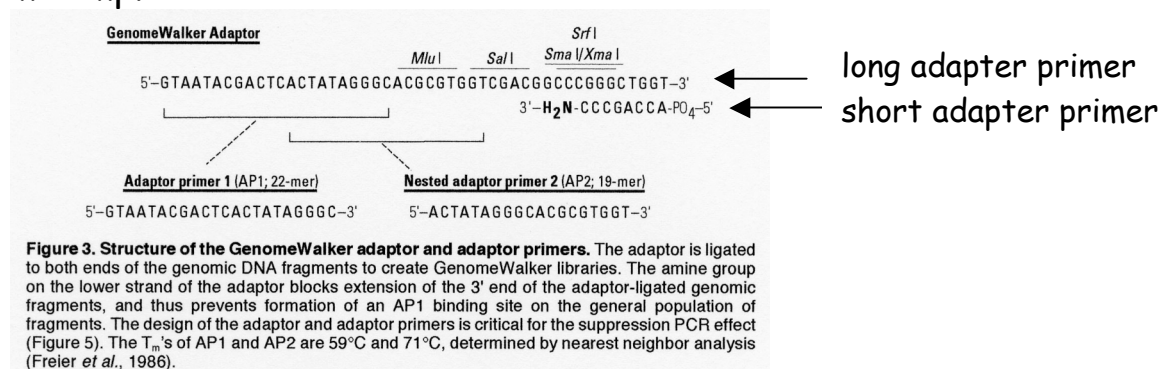 GenomeWalker Adaptor
Srf I
Mlu I Sal I Sma I/Xma I
5'–GTAATACGACTCACTATAGGGCACGCGTGGTCGACGGCCCGGGCTGGT–3'
long adapter primer
3'–H2N-CCCGACCA-PO4–5'
short adapter primer
Adaptor primer 1 (AP1; 22-mer) Nested adaptor primer 2 (AP2; 19-mer)
5'–GTAATACGACTCACTATAGGGC–3' 5'–ACTATAGGGCACGCGTGGT–3'
Figure 3. Structure of the GenomeWalker adaptor and adaptor primers. The adaptor is ligated
to both ends of the genomic DNA fragments to create GenomeWalker libraries. The amine group
on the lower strand of the adaptor blocks extension of the 3' end of the adaptor-ligated genomic
fragments, and thus prevents formation of an AP1 binding site on the general population of
fragments. The design of the adaptor and adaptor primers is critical for the suppression PCR effect
(Figure 5). The Tm's of AP1 and AP2 are 59°C and 71°C, determined by nearest neighbor analysis
(Freier et al., 1986).